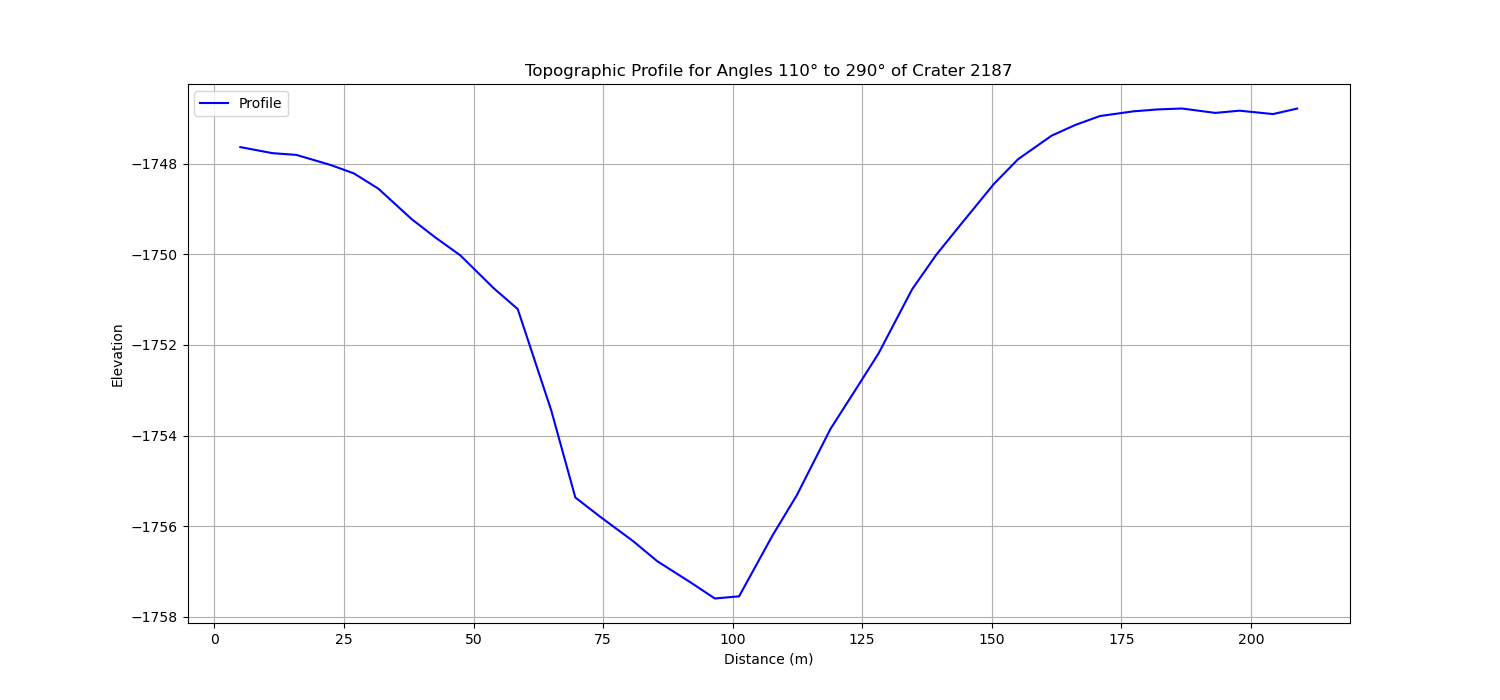 Topographic Profile for Angles 110° to 290° of Crater 2187
Profile
−1748
−1750
−1752
−1754
−1756
−1758
Elevation
0 25 50 75 100 125 150 175 200
Distance (m)